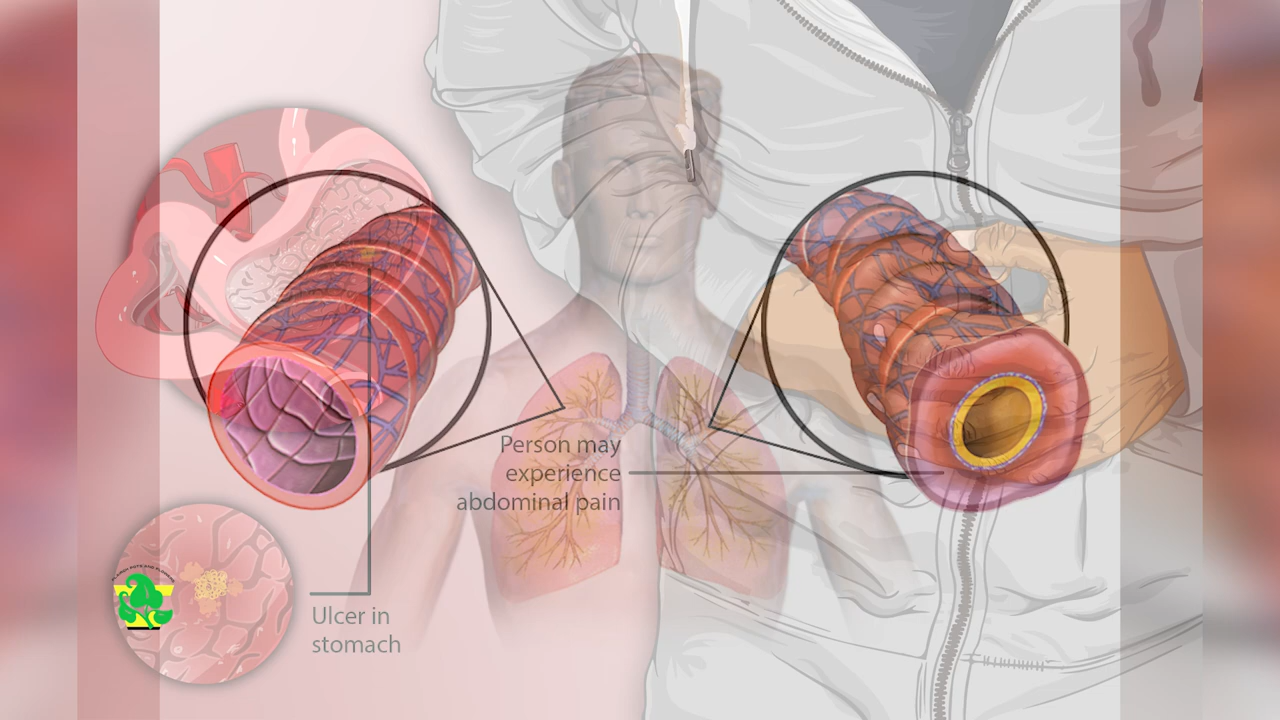 Person may
experience
abdominal pain
Ulcer in
stomach